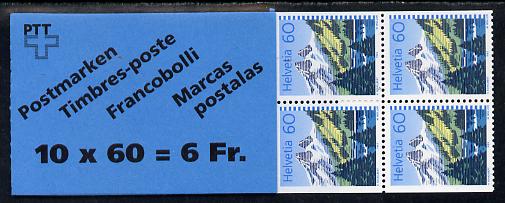 PTT
Postmarken
Timbres-poste
Francobolli
Marcas
postalas
10 x 60 = 6 Fr.
Helvetia 60
Helvetia 60
Helvetia 60
Helvetia 60